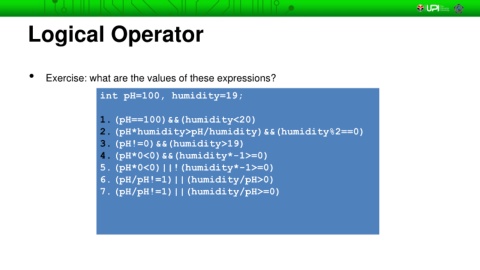 UPI
Logical Operator
• Exercise: what are the values of these expressions?
int pH=100, humidity=19;
1. (pH==100)&&(humidity<20)
2. (pH*humidity>pH/humidity)&&(humidity%2==0)
3. (pH!=0)&&(humidity>19)
4. (pH*0<0)&&(humidity*-1>=0)
5. (pH*0<0)||!(humidity*-1>=0)
6. (pH/pH!=1)||(humidity/pH>0)
7. (pH/pH!=1)||(humidity/pH>=0)